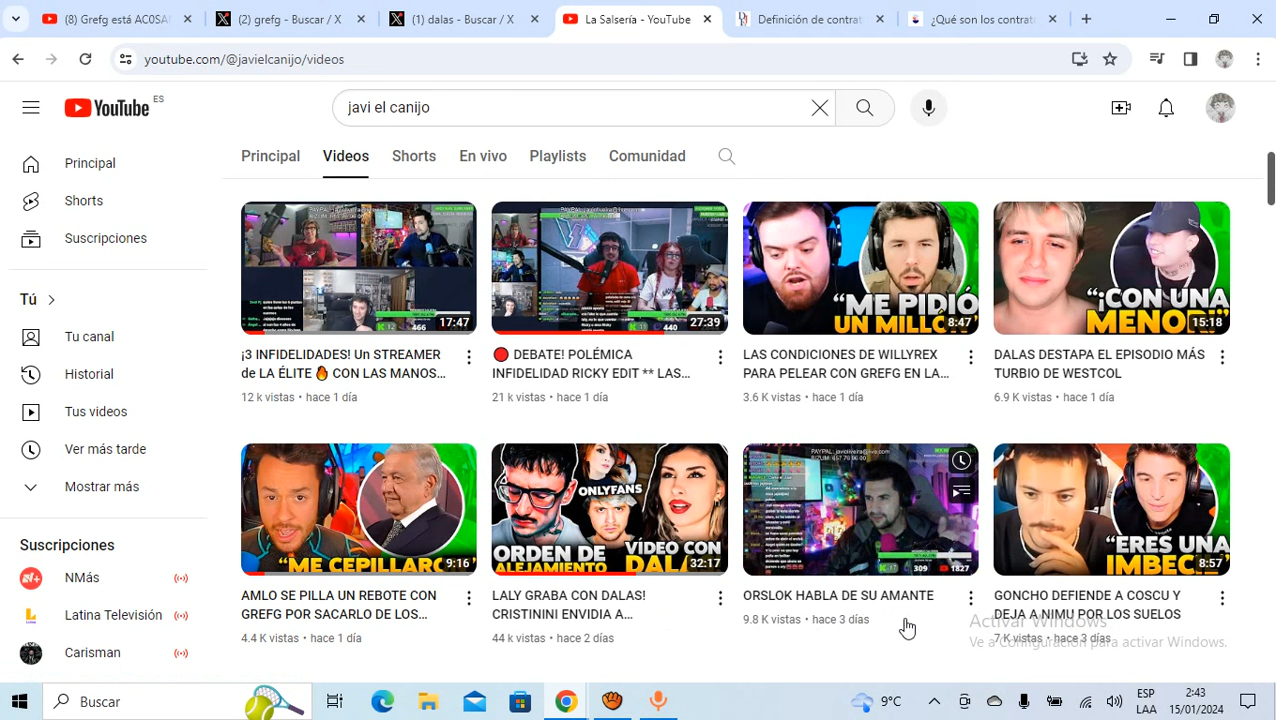 (8) Grefg está AC0SA
(2) grefg - Buscar / X
(1) dalas - Buscar / X
La Salsería - YouTube
Definición de contrat
¿Qué son los contrat
youtube.com/@javielcanijo/videos
YouTube ES
javi el canijo
Principal
Shorts
Suscripciones
Tú
Tu canal
Historial
Tus videos
Ver más tarde
Mostrar más
Suscripciones
NMás
Latina Televisión
Carisman
Principal Videos Shorts En vivo Playlists Comunidad
466
17:47
¡3 INFIDELIDADES! Un STREAMER
de LA ÉLITE 🔥 CON LAS MANOS...
12 k vistas • hace 1 día
440
27:39
🔴 DEBATE! POLÉMICA
INFIDELIDAD RICKY EDIT ** LAS...
21 k vistas • hace 1 día
“ME PIDIÓ
UN MILLÓ
8:47
LAS CONDICIONES DE WILLYREX
PARA PELEAR CON GREFG EN LA...
3.6 K vistas • hace 1 día
“CON UNA
MENOR
15:18
DALAS DESTAPA EL EPISODIO MÁS
TURBIO DE WESTCOL
6.9 K vistas • hace 1 día
“ME CEPILLARO
9:16
AMLO SE PILLA UN REBOTE CON
GREFG POR SACARLO DE LOS...
4.4 K vistas • hace 1 día
ONLYFANS
ORDEN DE
ALEJAMIENTO
VÍDEO CON
DALA
32:17
LALY GRABA CON DALAS!
CRISTININI ENVIDIA A...
44 k vistas • hace 2 días
309
1827
ORSLOK HABLA DE SU AMANTE
9.8 K vistas • hace 3 días
“ERES UNA
IMBÉCI
8:57
GONCHO DEFIENDE A COSCU Y
DEJA A NIMU POR LOS SUELOS
7 K vistas • hace 3 días
Activar Windows
Ve a Configuración para activar Windows.
Buscar
9°C
ESP
LAA
2:43
15/01/2024